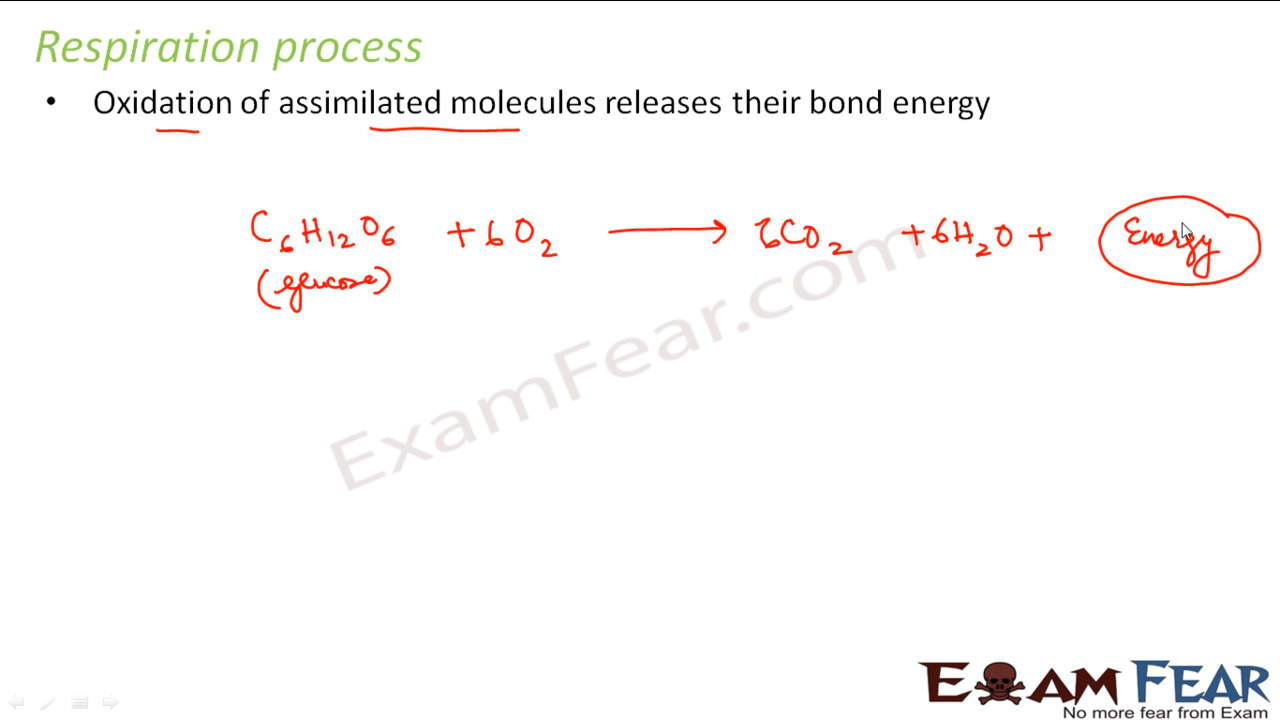 Respiration process
• Oxidation of assimilated molecules releases their bond energy
C6H12O6 + 6O2 → 6CO2 + 6H2O + Energy
(glucose)
ExamFear.com
EXAM FEAR
No more fear from Exam